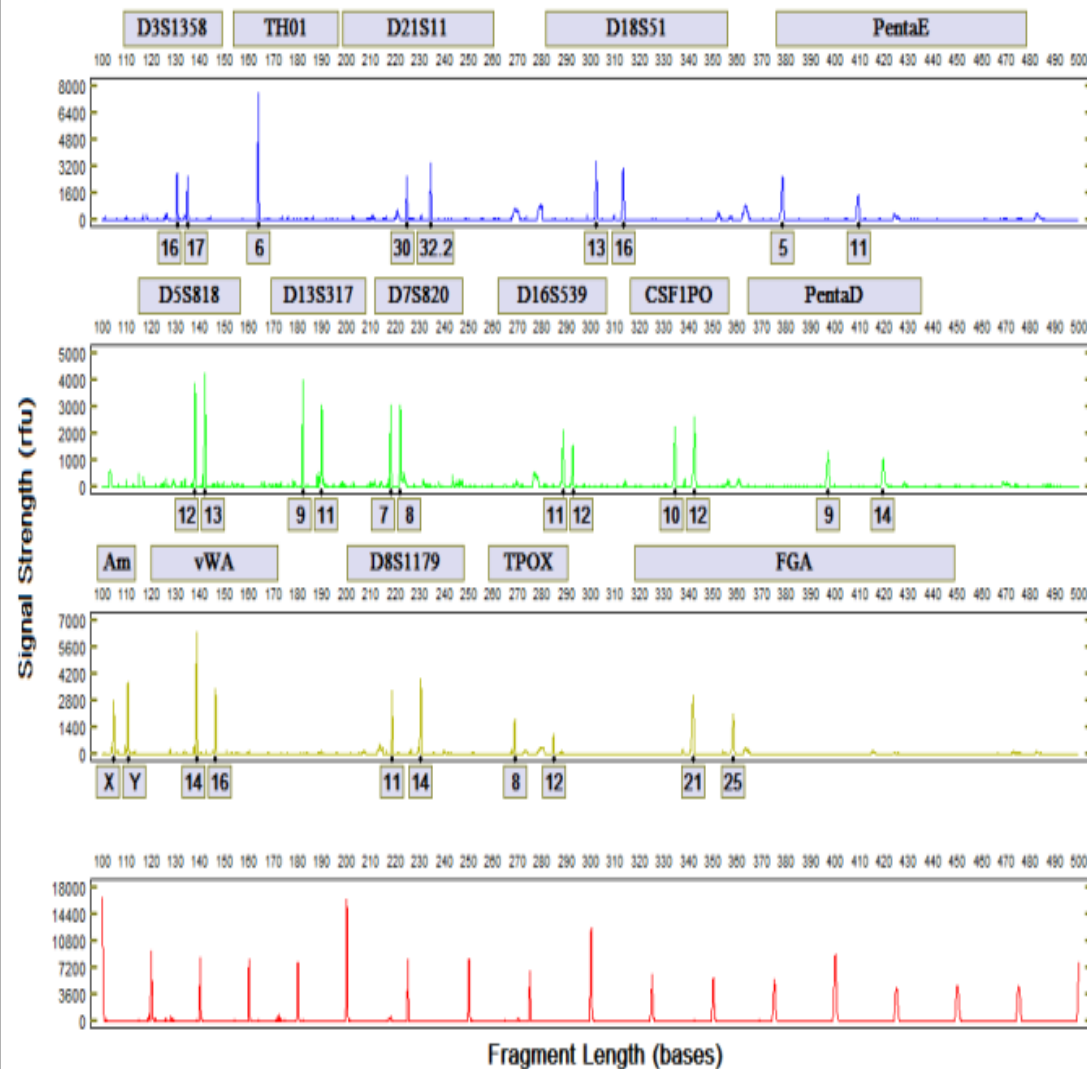 D3S1358 TH01 D21S11 D18S51 PentaE
100 110 120 130 140 150 160 170 180 190 200 210 220 230 240 250 260 270 280 290 300 310 320 330 340 350 360 370 380 390 400 410 420 430 440 450 460 470 480 490 500
8000
6400
4800
3200
1600
0
16 17 6 30 32.2 13 16 5 11
D5S818 D13S317 D7S820 D16S539 CSF1PO PentaD
100 110 120 130 140 150 160 170 180 190 200 210 220 230 240 250 260 270 280 290 300 310 320 330 340 350 360 370 380 390 400 410 420 430 440 450 460 470 480 490 500
5000
4000
3000
2000
1000
0
12 13 9 11 7 8 11 12 10 12 9 14
Signal Strength (rfu)
Am vWA D8S1179 TPOX FGA
100 110 120 130 140 150 160 170 180 190 200 210 220 230 240 250 260 270 280 290 300 310 320 330 340 350 360 370 380 390 400 410 420 430 440 450 460 470 480 490 500
7000
5600
4200
2800
1400
0
X Y 14 16 11 14 8 12 21 25
100 110 120 130 140 150 160 170 180 190 200 210 220 230 240 250 260 270 280 290 300 310 320 330 340 350 360 370 380 390 400 410 420 430 440 450 460 470 480 490 500
18000
14400
10800
7200
3600
0
Fragment Length (bases)